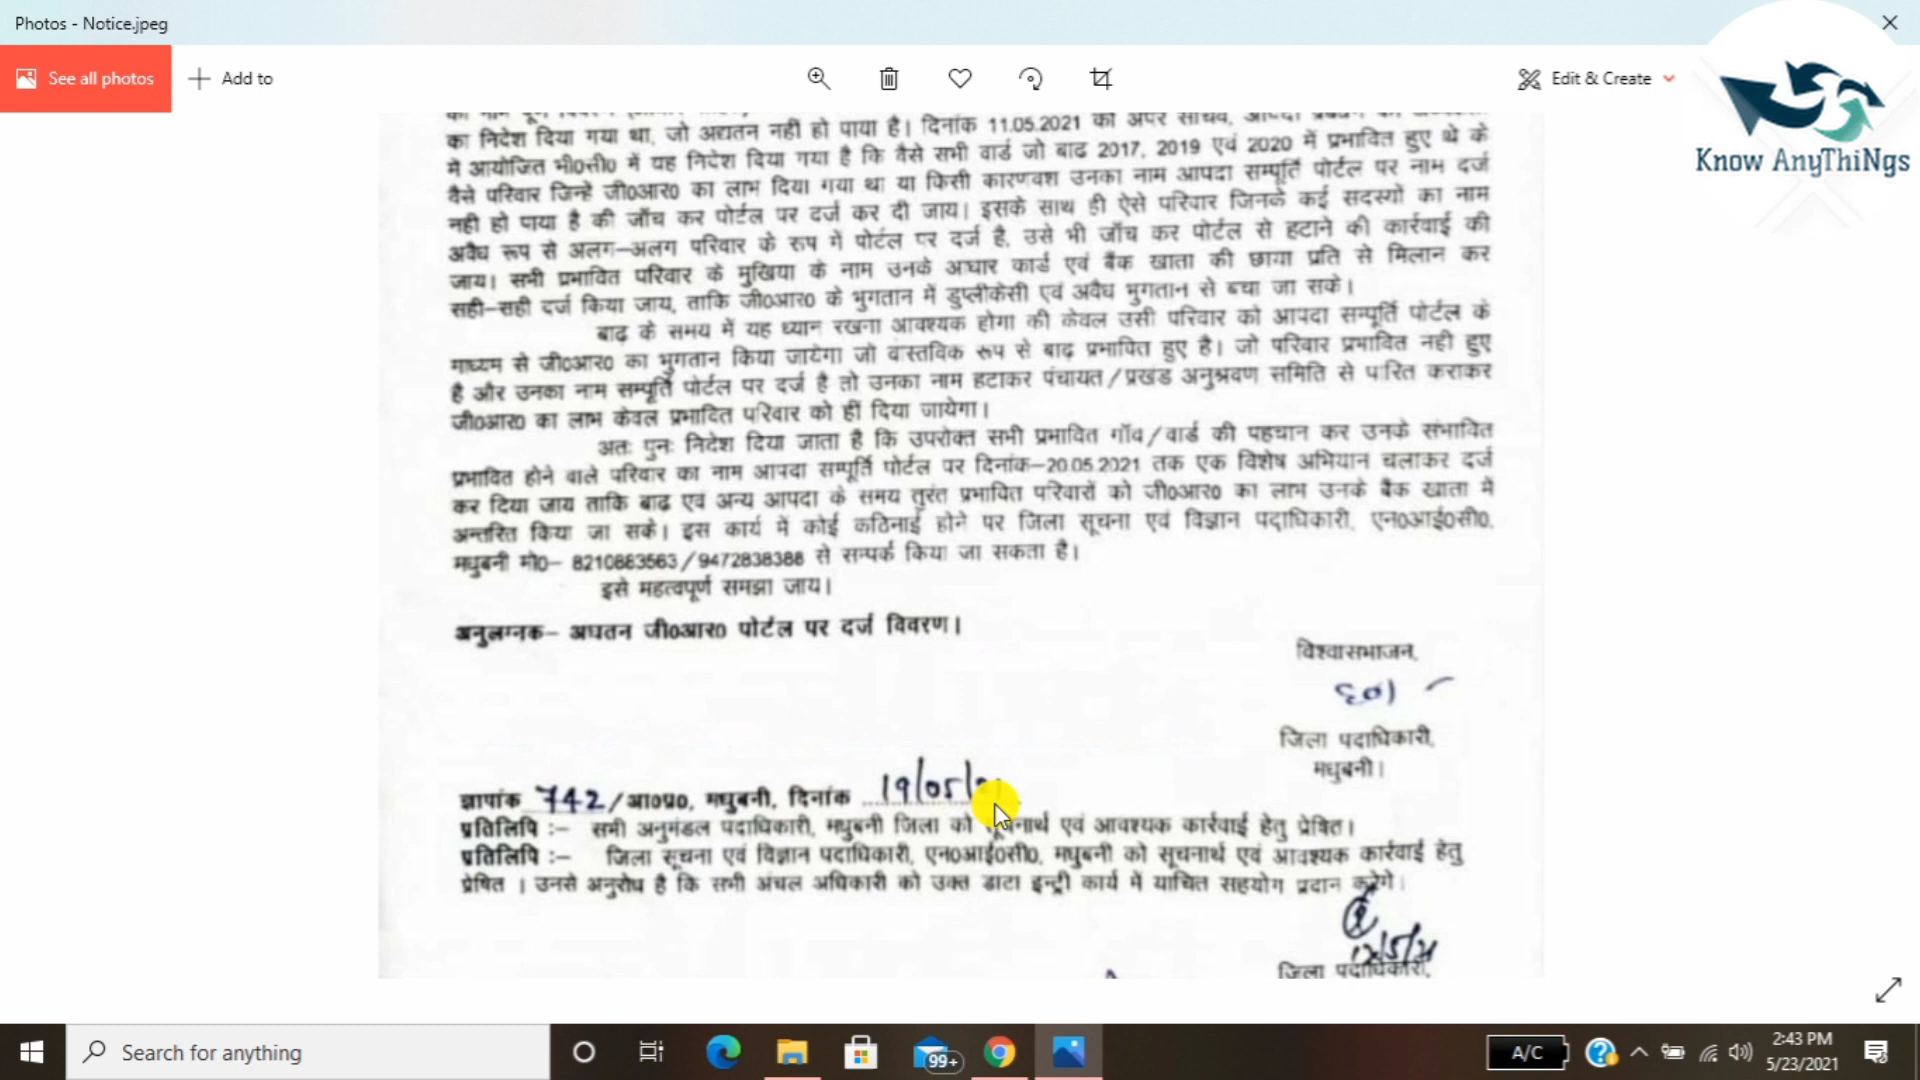 Photos - Notice.jpeg
See all photos
Add to
Edit & Create
Know AnyThiNgs
का निदेश दिया गया था, जो अद्यतन नहीं हो पाया है। दिनांक 11.05.2021 को अपर सचिव, आपदा
में आयोजित भी०सी० में यह निदेश दिया गया है कि वैसे सभी वार्ड जो बाढ 2017, 2019 एवं 2020 में प्रभावित हुए थे के
वैसे परिवार जिन्हें जी०आर० का लाभ दिया गया था या किसी कारणवश उनका नाम आपदा सम्पूर्ति पोर्टल पर नाम दर्ज
नही हो पाया है की जाँच कर पोर्टल पर दर्ज कर दी जाय। इसके साथ ही ऐसे परिवार जिनके कई सदस्यों का नाम
अवैध रूप से अलग–अलग परिवार के रूप में पोर्टल पर दर्ज है, उसे भी जाँच कर पोर्टल से हटाने की कार्रवाई की
जाय। सभी प्रभावित परिवार के मुखिया के नाम उनके अधार कार्ड एवं बैंक खाता की छाया प्रति से मिलान कर
सही–सही दर्ज किया जाय, ताकि जी०आर० के भुगतान में डुप्लीकेसी एवं अवैध भुगतान से बचा जा सके।
बाढ के समय में यह ध्यान रखना आवश्यक होगा की केवल उसी परिवार को आपदा सम्पूर्ति पोर्टल के
माध्यम से जी०आर० का भुगतान किया जायेगा जो वास्तविक रूप से बाढ प्रभावित हुए है। जो परिवार प्रभावित नही हुए
है और उनका नाम सम्पूर्ति पोर्टल पर दर्ज है तो उनका नाम हटाकर पंचायत/प्रखंड अनुश्रवण समिति से पारित कराकर
जी०आर० का लाभ केवल प्रभावित परिवार को हीं दिया जायेगा।
अतः पुनः निदेश दिया जाता है कि उपरोक्त सभी प्रभावित गाँव/वार्ड की पहचान कर उनके संभावित
प्रभावित होने वाले परिवार का नाम आपदा सम्पूर्ति पोर्टल पर दिनांक–20.05.2021 तक एक विशेष अभियान चलाकर दर्ज
कर दिया जाय ताकि बाढ एवं अन्य आपदा के समय तुरंत प्रभावित परिवारों को जी०आर० का लाभ उनके बैंक खाता में
अन्तरित किया जा सके। इस कार्य में कोई कठिनाई होने पर जिला सूचना एवं विज्ञान पदाधिकारी, एन०आई०सी०,
मधुबनी मो०– 8210883563/9472838388 से सम्पर्क किया जा सकता है।
इसे महत्वपूर्ण समझा जाय।
अनुलग्नक– अद्यतन जी०आर० पोर्टल पर दर्ज विवरण।
विश्वासभाजन,
जिला पदाधिकारी,
मधुबनी।
ज्ञापांक 742/आ०प्र०, मधुबनी, दिनांक 19/05/
प्रतिलिपि :– सभी अनुमंडल पदाधिकारी, मधुबनी जिला को सूचनार्थ एवं आवश्यक कार्रवाई हेतु प्रेषित।
प्रतिलिपि :– जिला सूचना एवं विज्ञान पदाधिकारी, एन०आई०सी०, मधुबनी को सूचनार्थ एवं आवश्यक कार्रवाई हेतु
प्रेषित । उनसे अनुरोध है कि सभी अंचल अधिकारी को उक्त डाटा इन्ट्री कार्य में याचित सहयोग प्रदान करेगे।
जिला पदाधिकारी,
Search for anything
99+
A/C
2:43 PM
5/23/2021